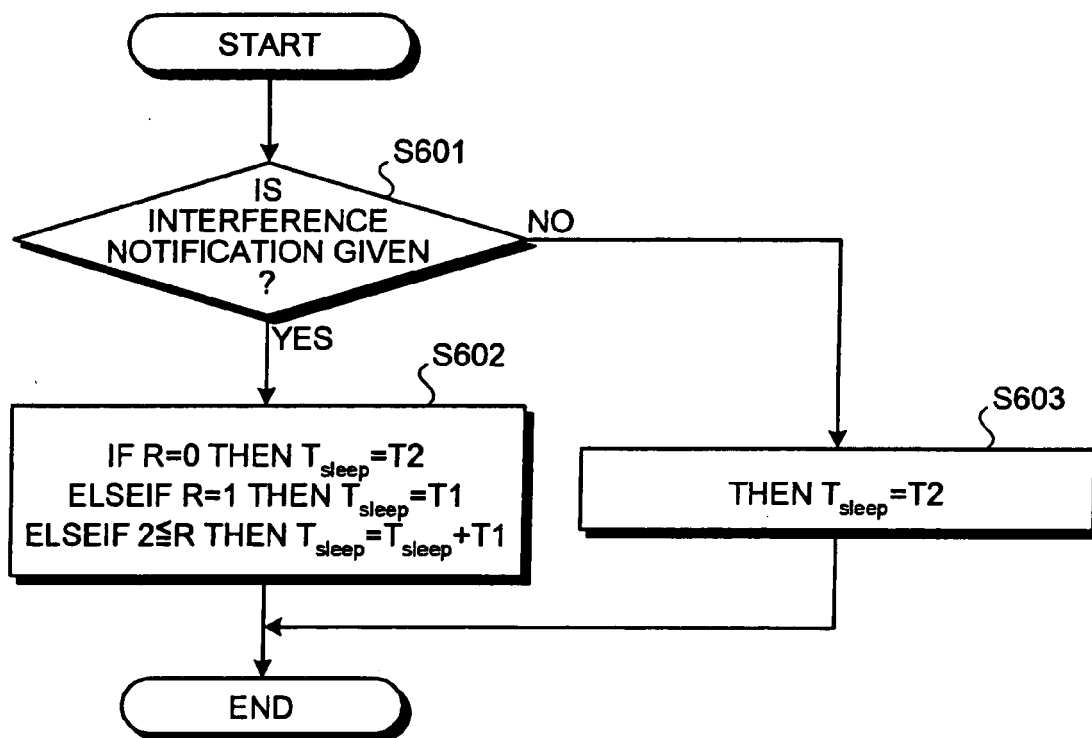 START
S601
IS
INTERFERENCE
NOTIFICATION GIVEN
?
NO
YES
S602
IF R=0 THEN Tsleep=T2
ELSEIF R=1 THEN Tsleep=T1
ELSEIF 2≦R THEN Tsleep=Tsleep+T1
S603
THEN Tsleep=T2
END